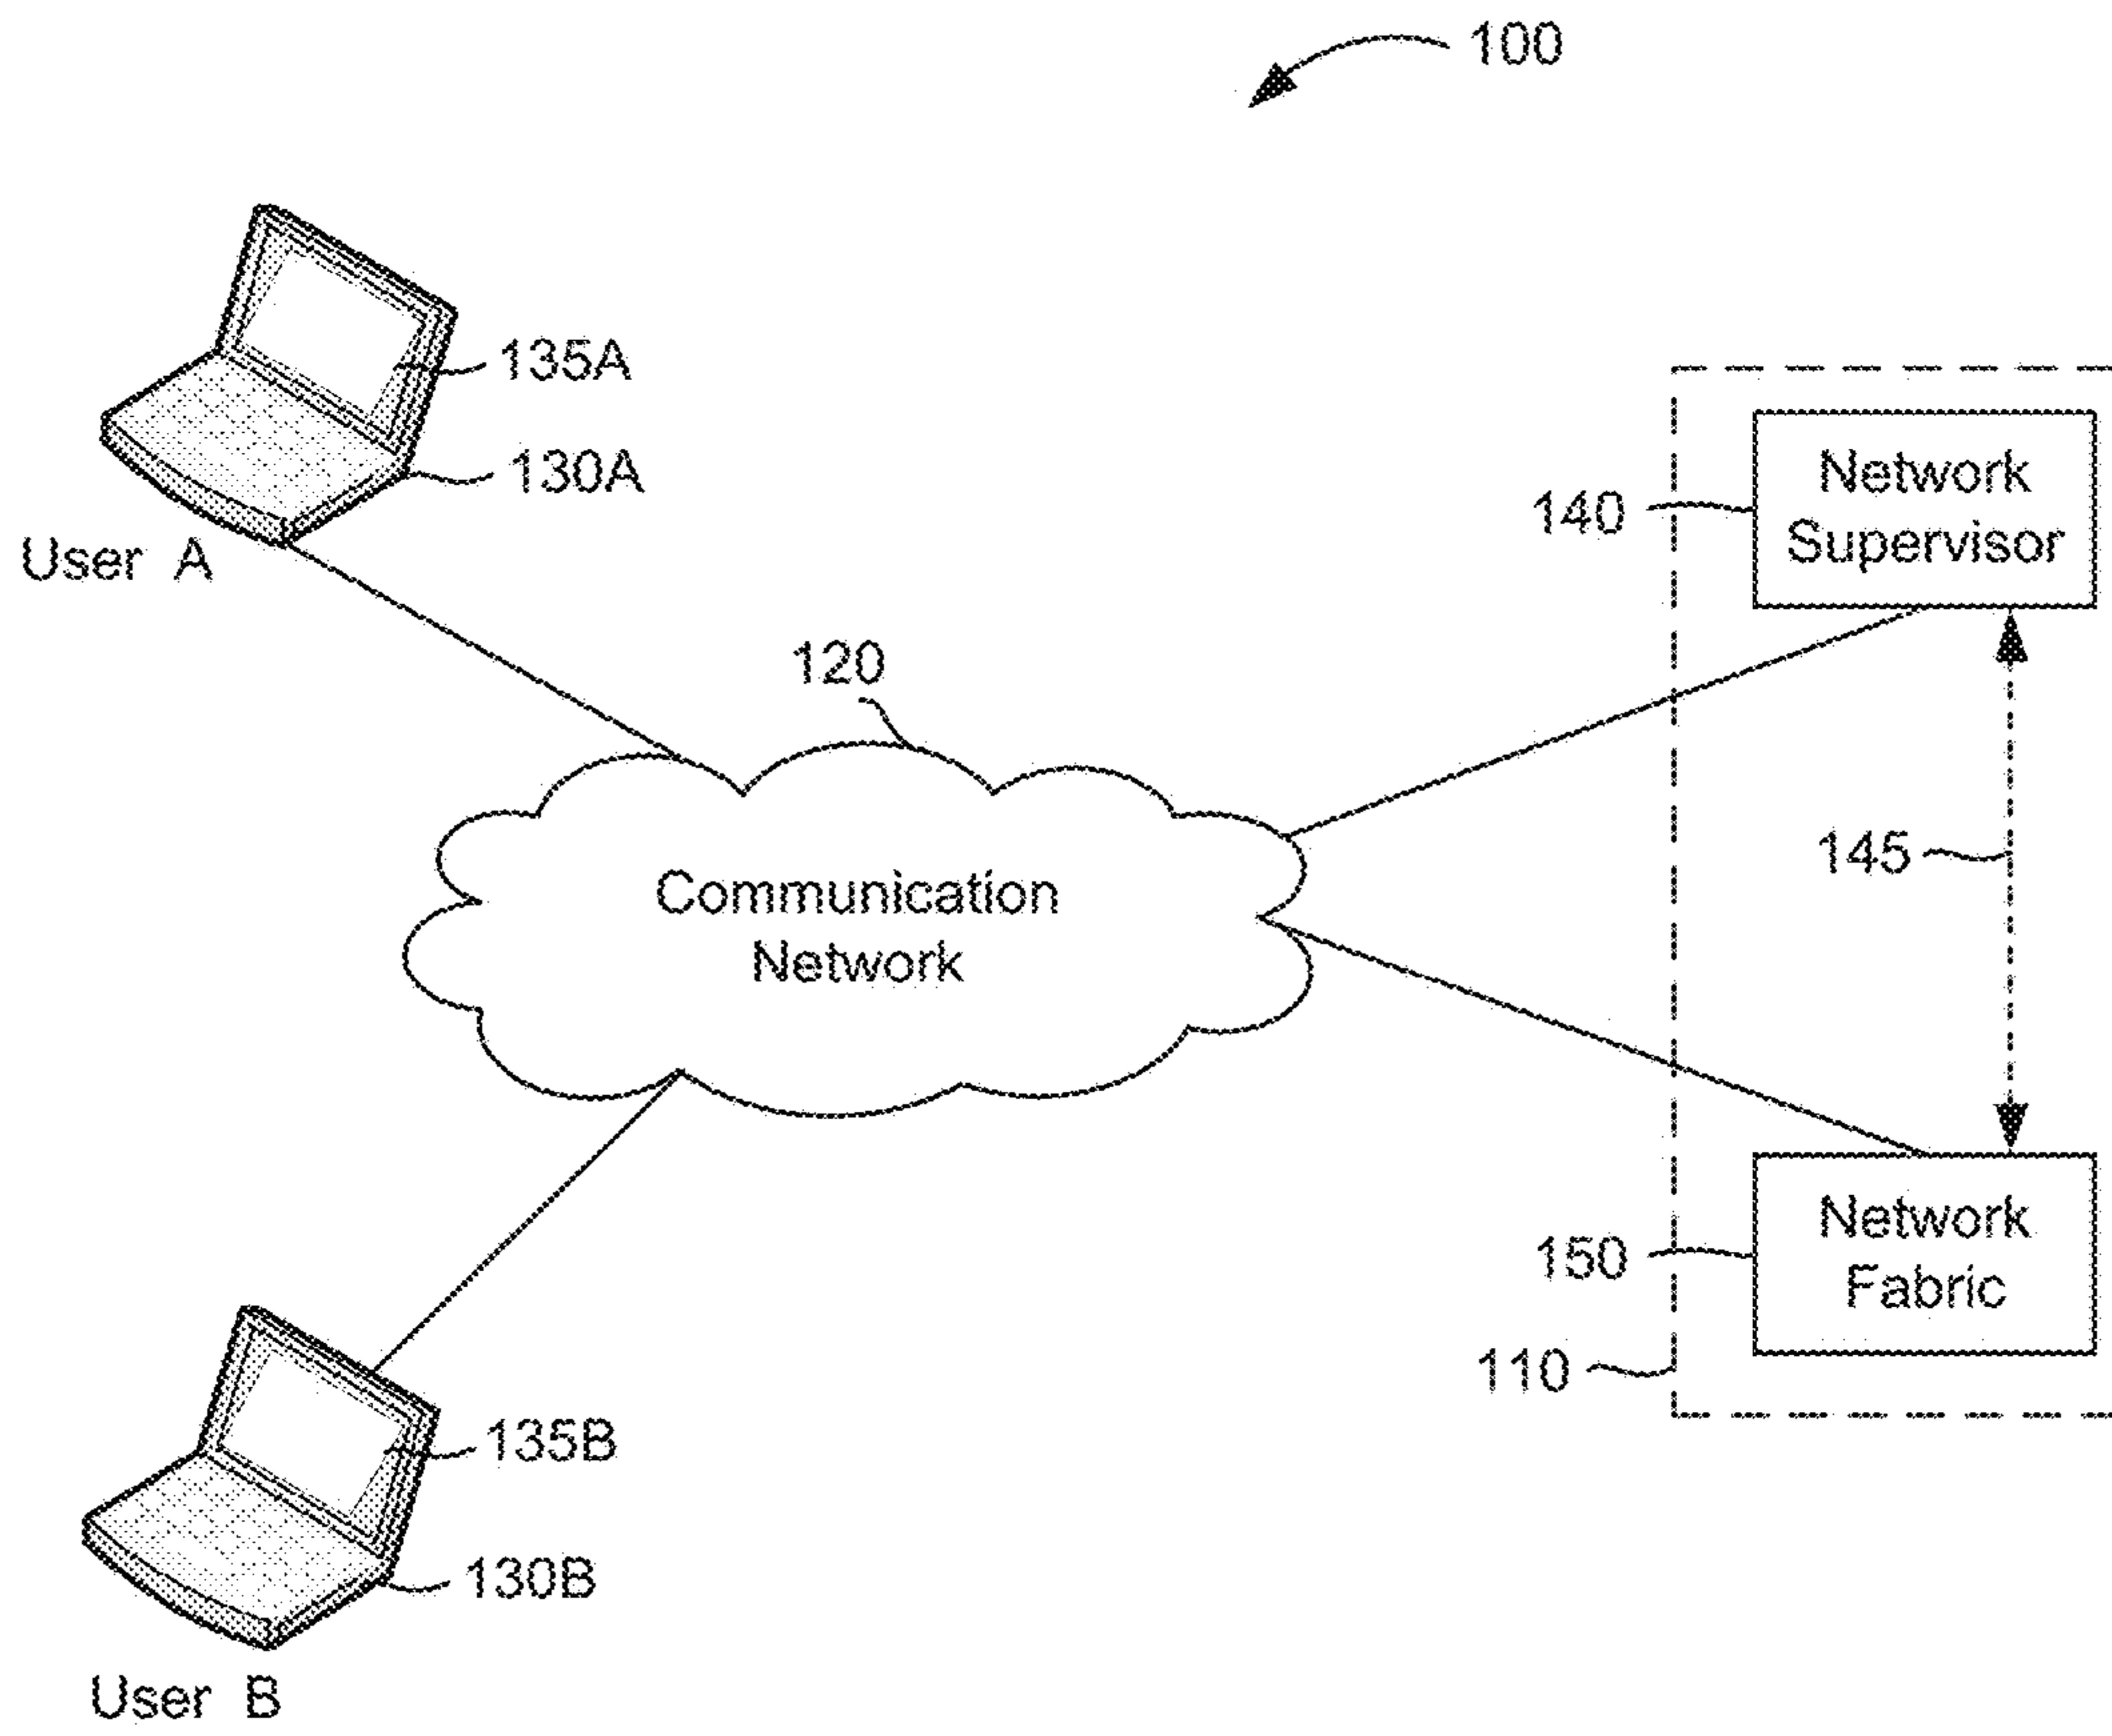 100
135A
130A
User A
140
Network
Supervisor
120
145
Communication
Network
150
Network
Fabric
110
135B
130B
User B